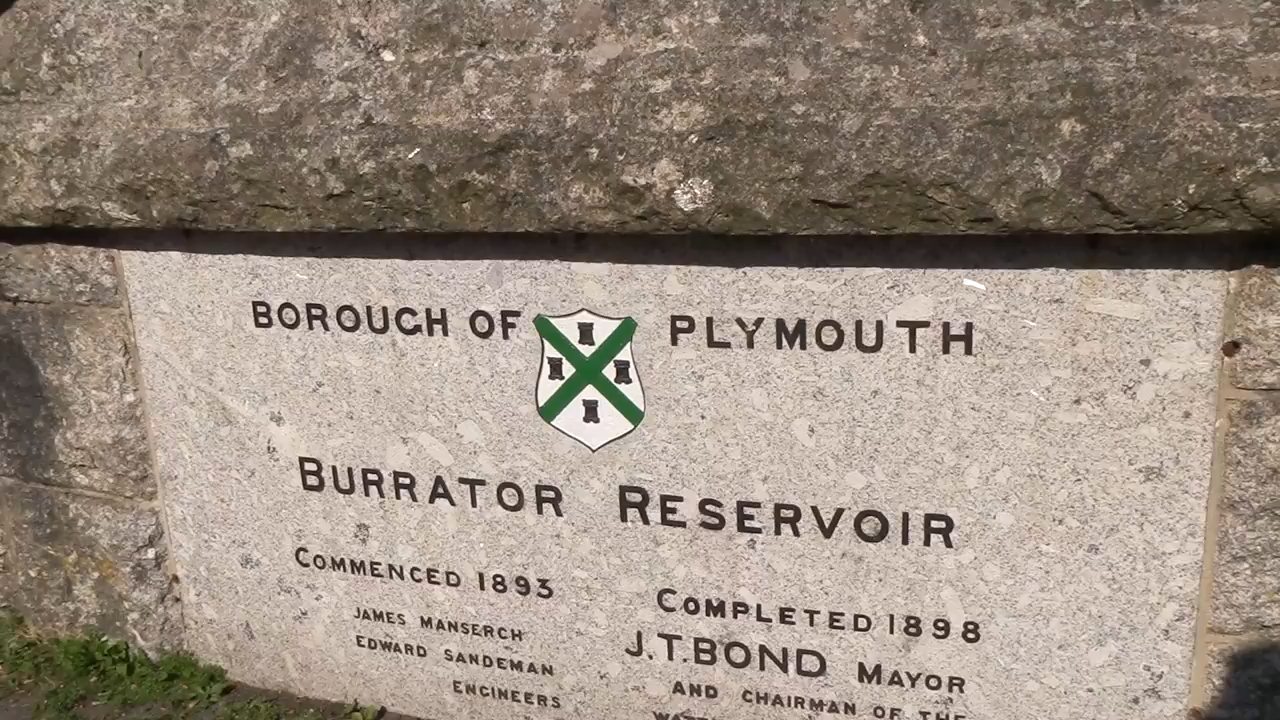 BOROUGH OF PLYMOUTH
BURRATOR RESERVOIR
COMMENCED 1893
JAMES MANSERCH
EDWARD SANDEMAN
ENGINEERS
COMPLETED 1898
J.T.BOND MAYOR
AND CHAIRMAN OF THE